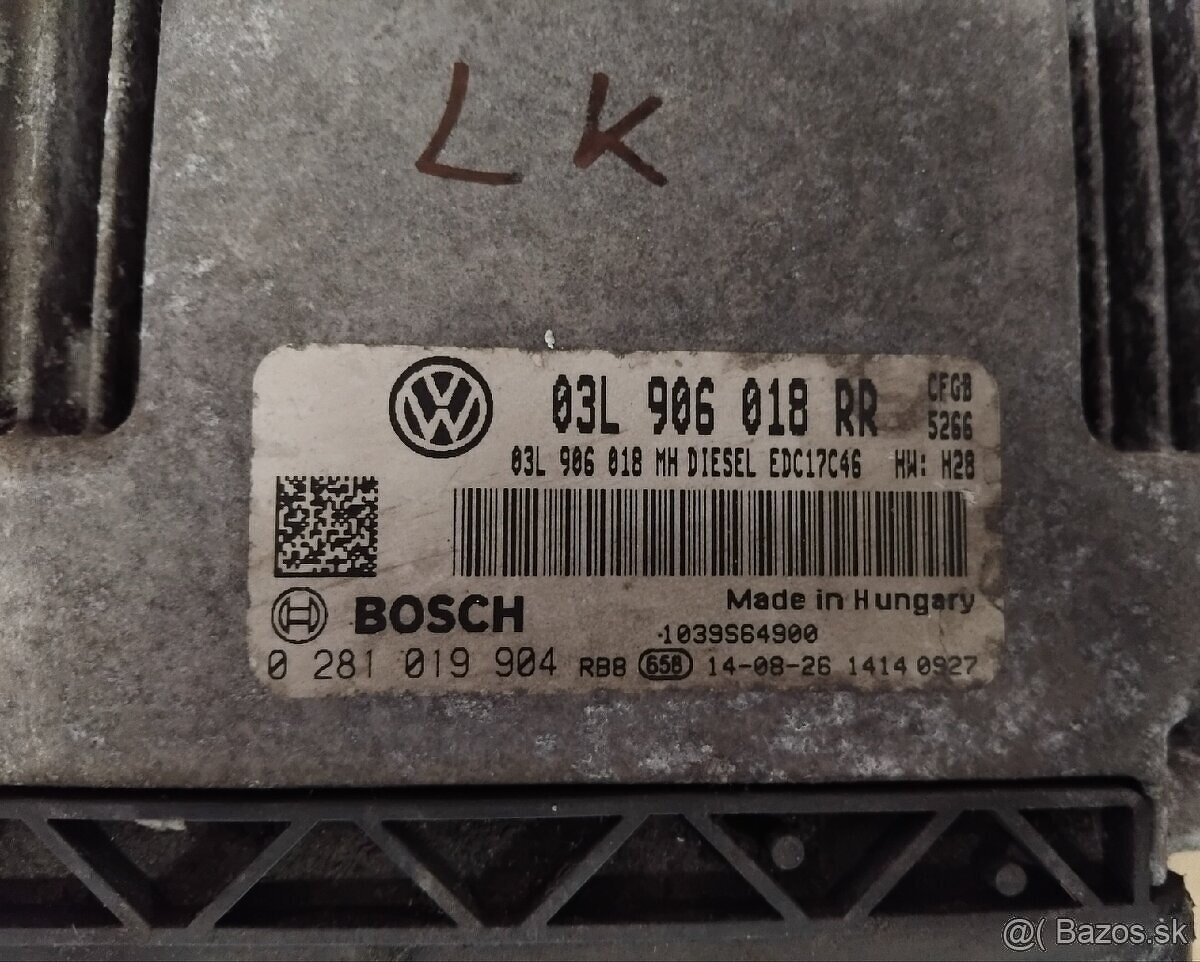 LK
03L 906 018 RR CFGB
5266
03L 906 018 MH DIESEL EDC17C46 HW: H28
Made in Hungary
BOSCH
1039S64900
0 281 019 904 RB8 658 14-08-26 1414 0927
@( Bazos.sk